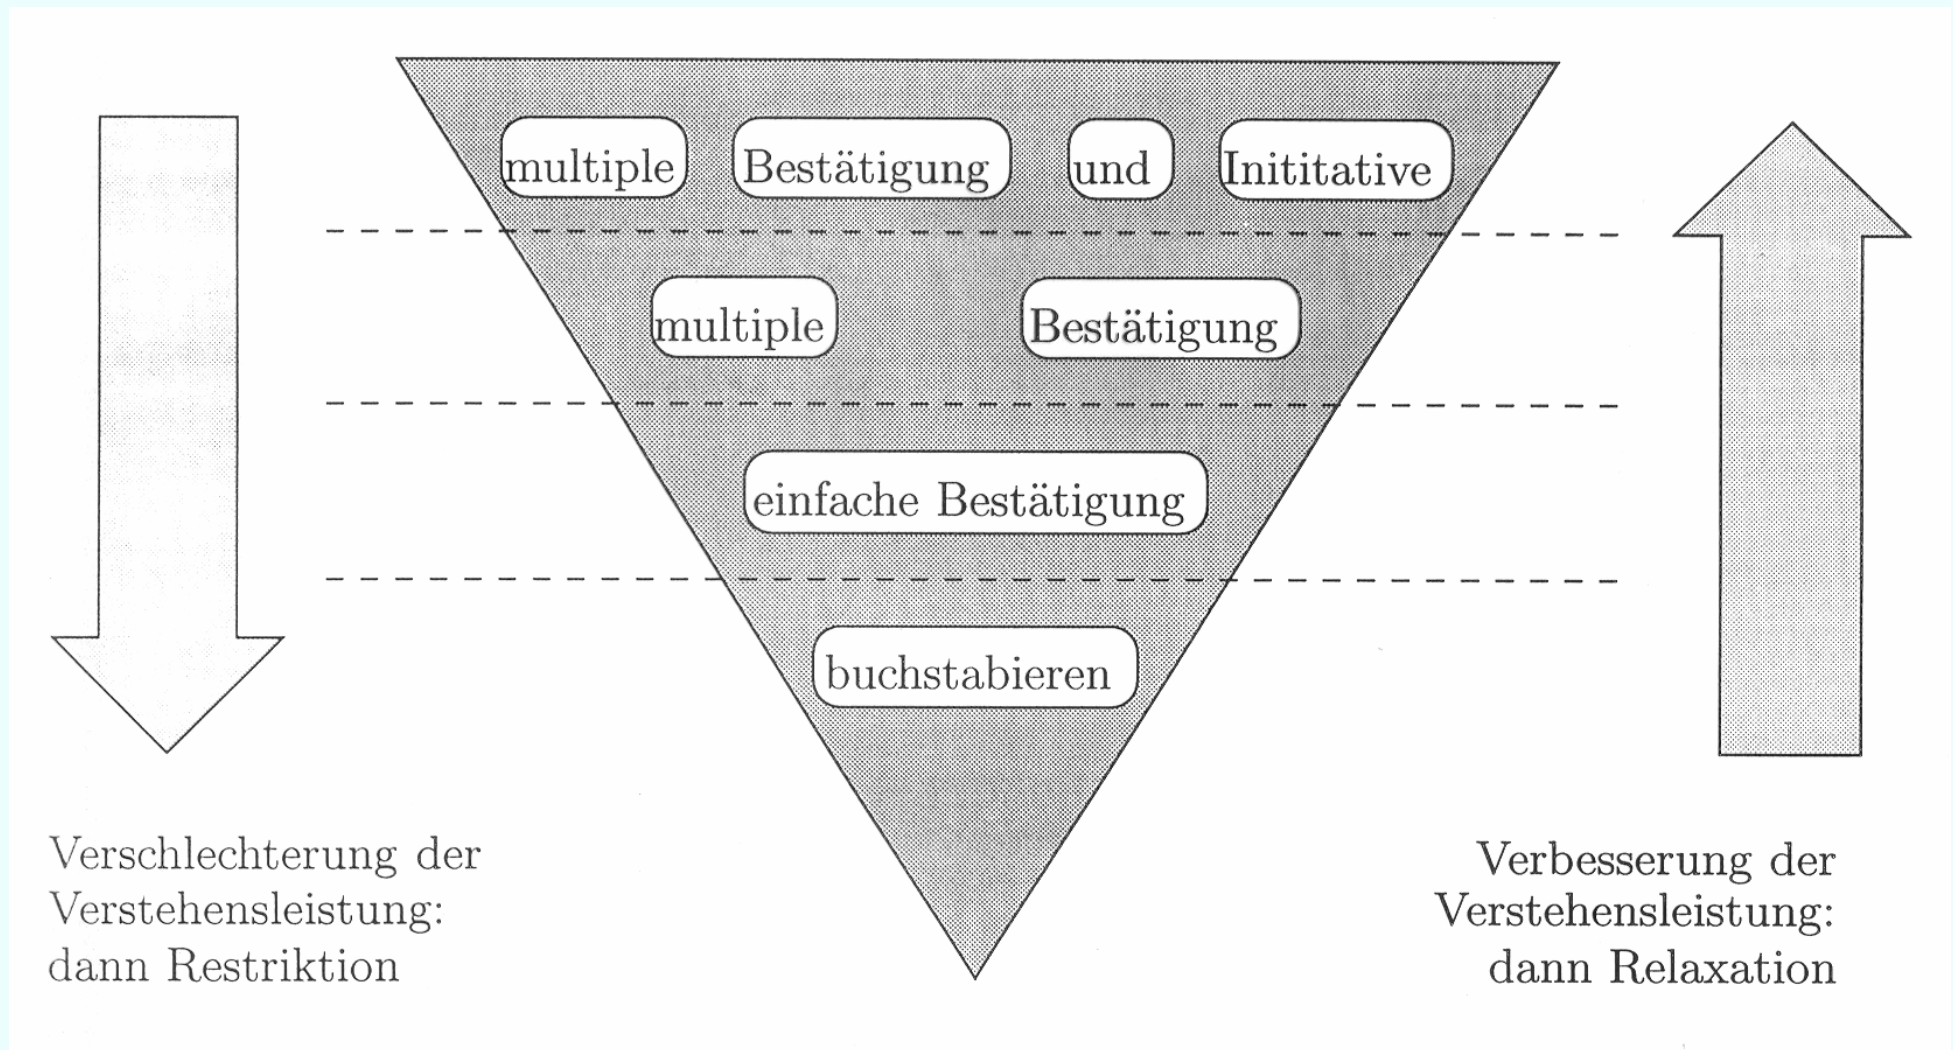 multiple Bestätigung und Inititative
multiple Bestätigung
einfache Bestätigung
buchstabieren
Verschlechterung der
Verstehensleistung:
dann Restriktion
Verbesserung der
Verstehensleistung:
dann Relaxation